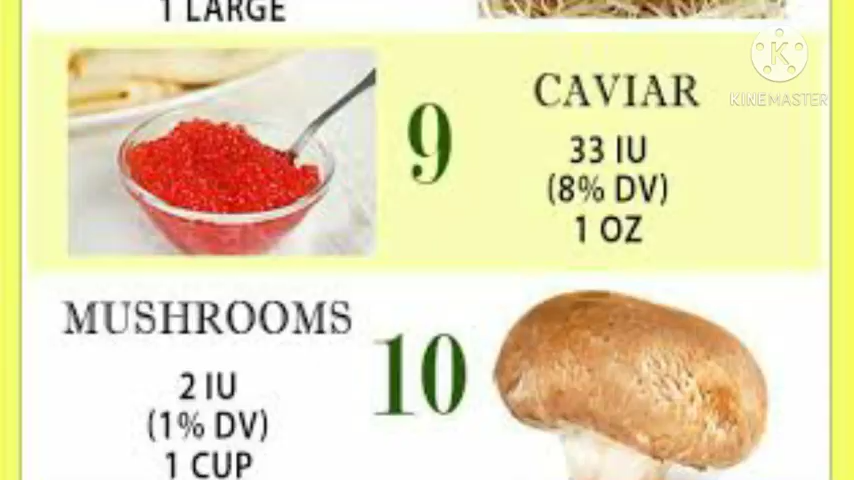 1 LARGE
K
KINEMASTER
9
CAVIAR
33 IU
(8% DV)
1 OZ
MUSHROOMS
10
2 IU
(1% DV)
1 CUP